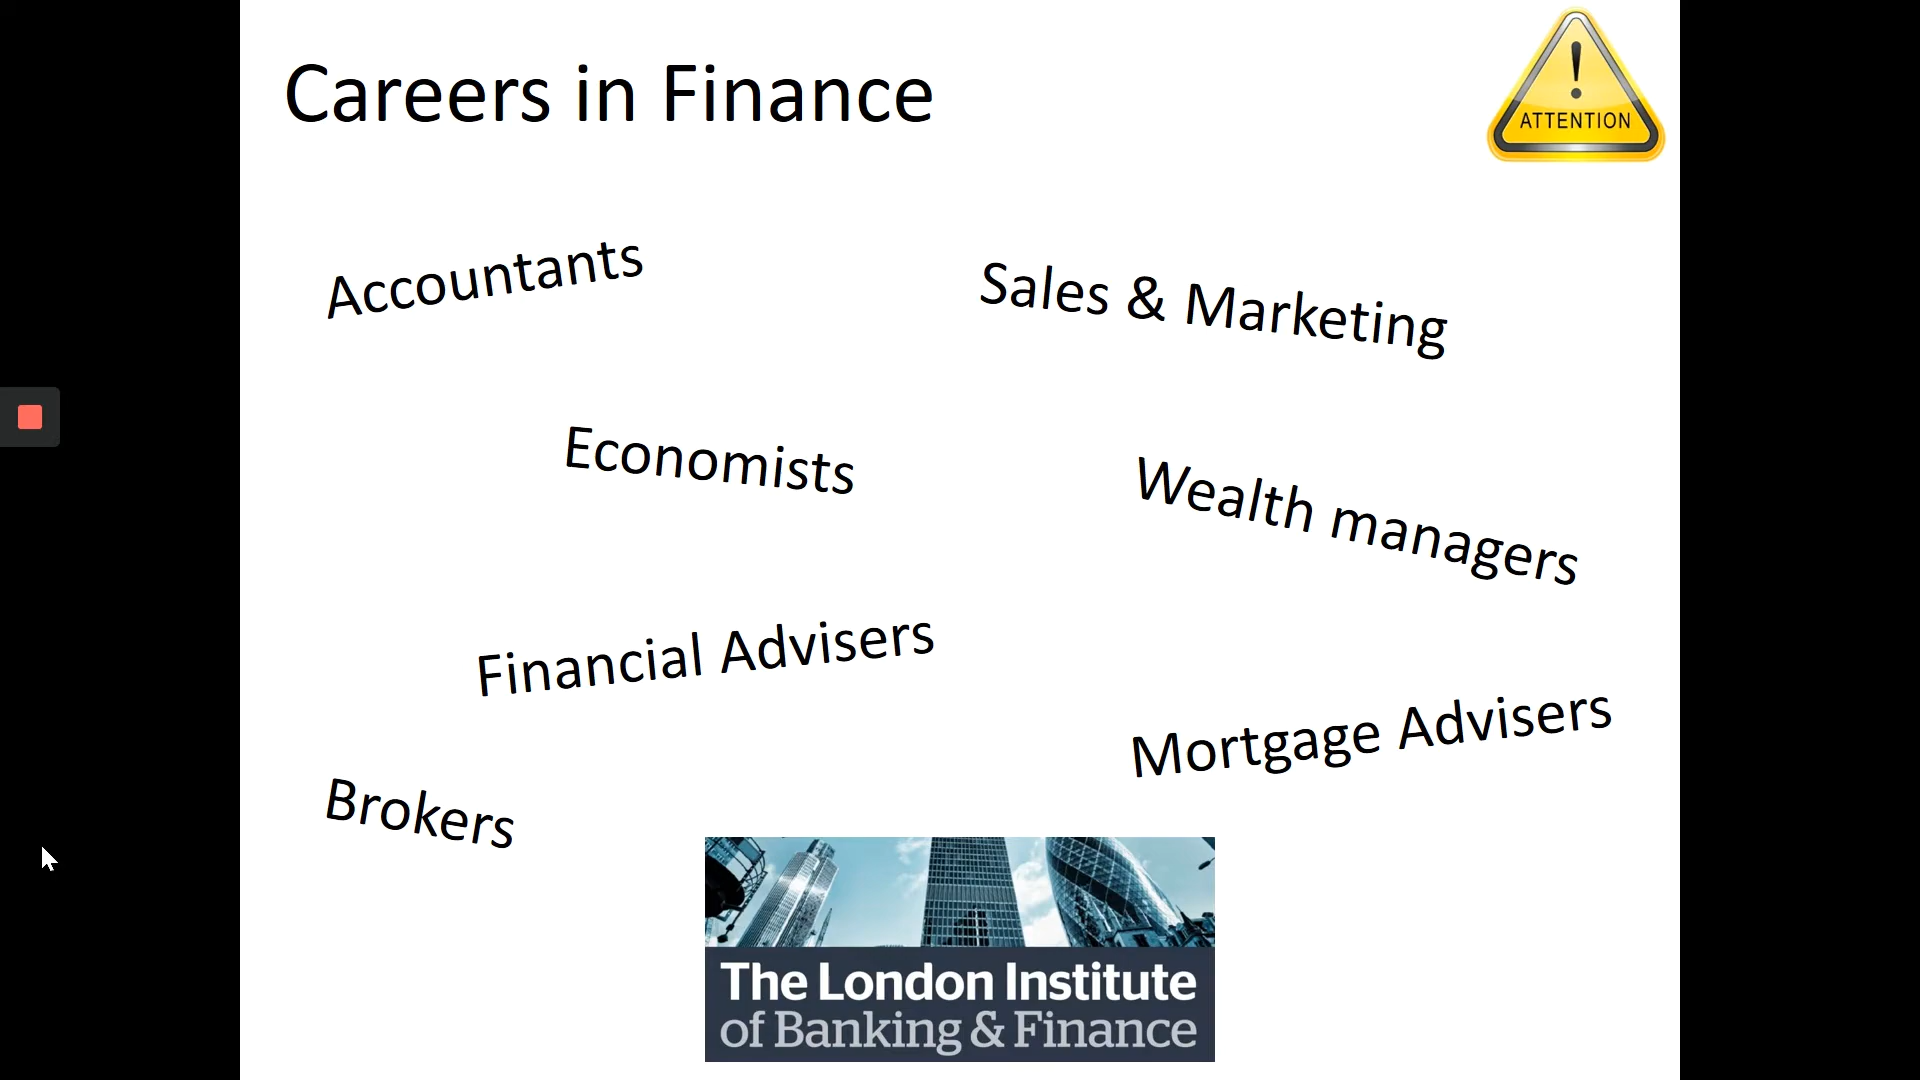 Careers in Finance
ATTENTION
Accountants
Sales & Marketing
Economists
Wealth managers
Financial Advisers
Mortgage Advisers
Brokers
The London Institute
of Banking & Finance